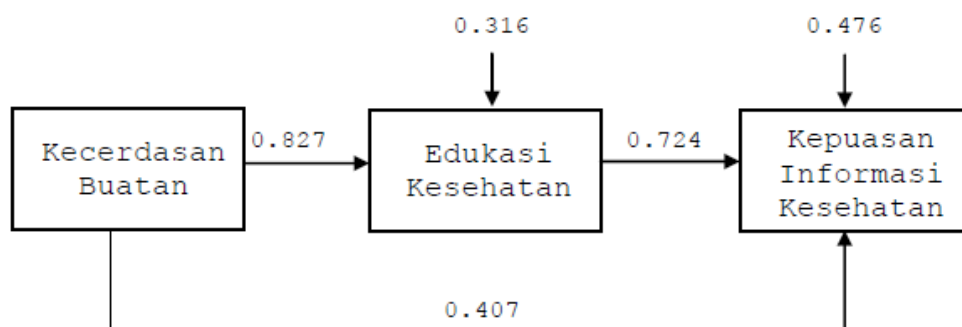 0.316
0.476
Kecerdasan
Buatan
0.827
Edukasi
Kesehatan
0.724
Kepuasan
Informasi
Kesehatan
0.407